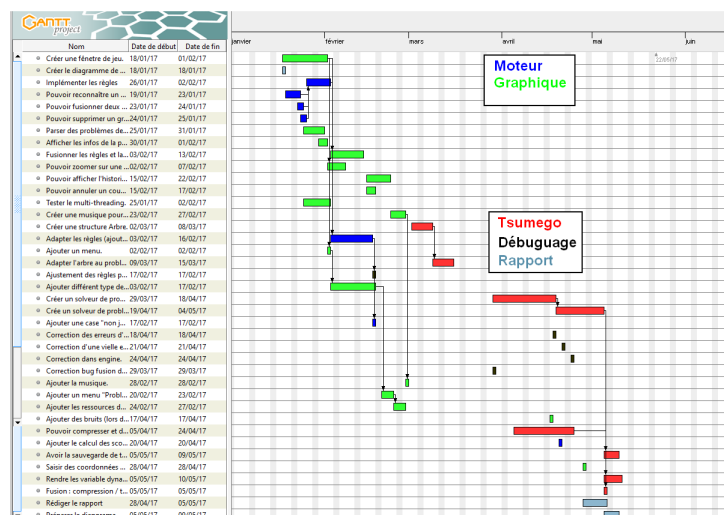 GANTT
project
Nom Date de début Date de fin
janvier février mars avril mai juin
22/05/17
Créer une fênetre de jeu. 18/01/17 01/02/17
Créer le diagramme de ... 18/01/17 18/01/17
Implémenter les règles 26/01/17 02/02/17
Pouvoir reconnaître un ... 19/01/17 23/01/17
Pouvoir fusionner deux ... 23/01/17 24/01/17
Pouvoir supprimer un gr... 24/01/17 25/01/17
Parser des problèmes de... 25/01/17 31/01/17
Afficher les infos de la p... 30/01/17 01/02/17
Fusionner les règles et la... 03/02/17 13/02/17
Pouvoir zoomer sur une ... 02/02/17 07/02/17
Pouvoir afficher l'histori... 15/02/17 22/02/17
Pouvoir annuler un cou... 15/02/17 17/02/17
Tester le multi-threading. 25/01/17 02/02/17
Créer une musique pour... 23/02/17 27/02/17
Créer une structure Arbre. 02/03/17 08/03/17
Adapter les règles (ajout... 03/02/17 16/02/17
Ajouter un menu. 02/02/17 02/02/17
Adapter l'arbre au probl... 09/03/17 15/03/17
Ajustement des règles p... 17/02/17 17/02/17
Ajouter différent type de... 03/02/17 17/02/17
Créer un solveur de pro... 29/03/17 18/04/17
Crée un solveur de probl... 19/04/17 04/05/17
Ajouter une case "non j... 17/02/17 17/02/17
Correction des erreurs d'... 18/04/17 18/04/17
Correction d'une vielle e... 21/04/17 21/04/17
Correction dans engine. 24/04/17 24/04/17
Correction bug fusion d... 29/03/17 29/03/17
Ajouter la musique. 28/02/17 28/02/17
Ajouter un menu "Probl... 20/02/17 23/02/17
Ajouter les ressources d... 24/02/17 27/02/17
Ajouter des bruits (lors d... 17/04/17 17/04/17
Pouvoir compresser et d... 05/04/17 24/04/17
Ajouter le calcul des sco... 20/04/17 20/04/17
Avoir la sauvegarde de t... 05/05/17 09/05/17
Saisir des coordonnées ... 28/04/17 28/04/17
Rendre les variable dyna... 05/05/17 10/05/17
Fusion : compression / t... 05/05/17 05/05/17
Rédiger le rapport 28/04/17 05/05/17
Moteur
Graphique
Tsumego
Débuguage
Rapport